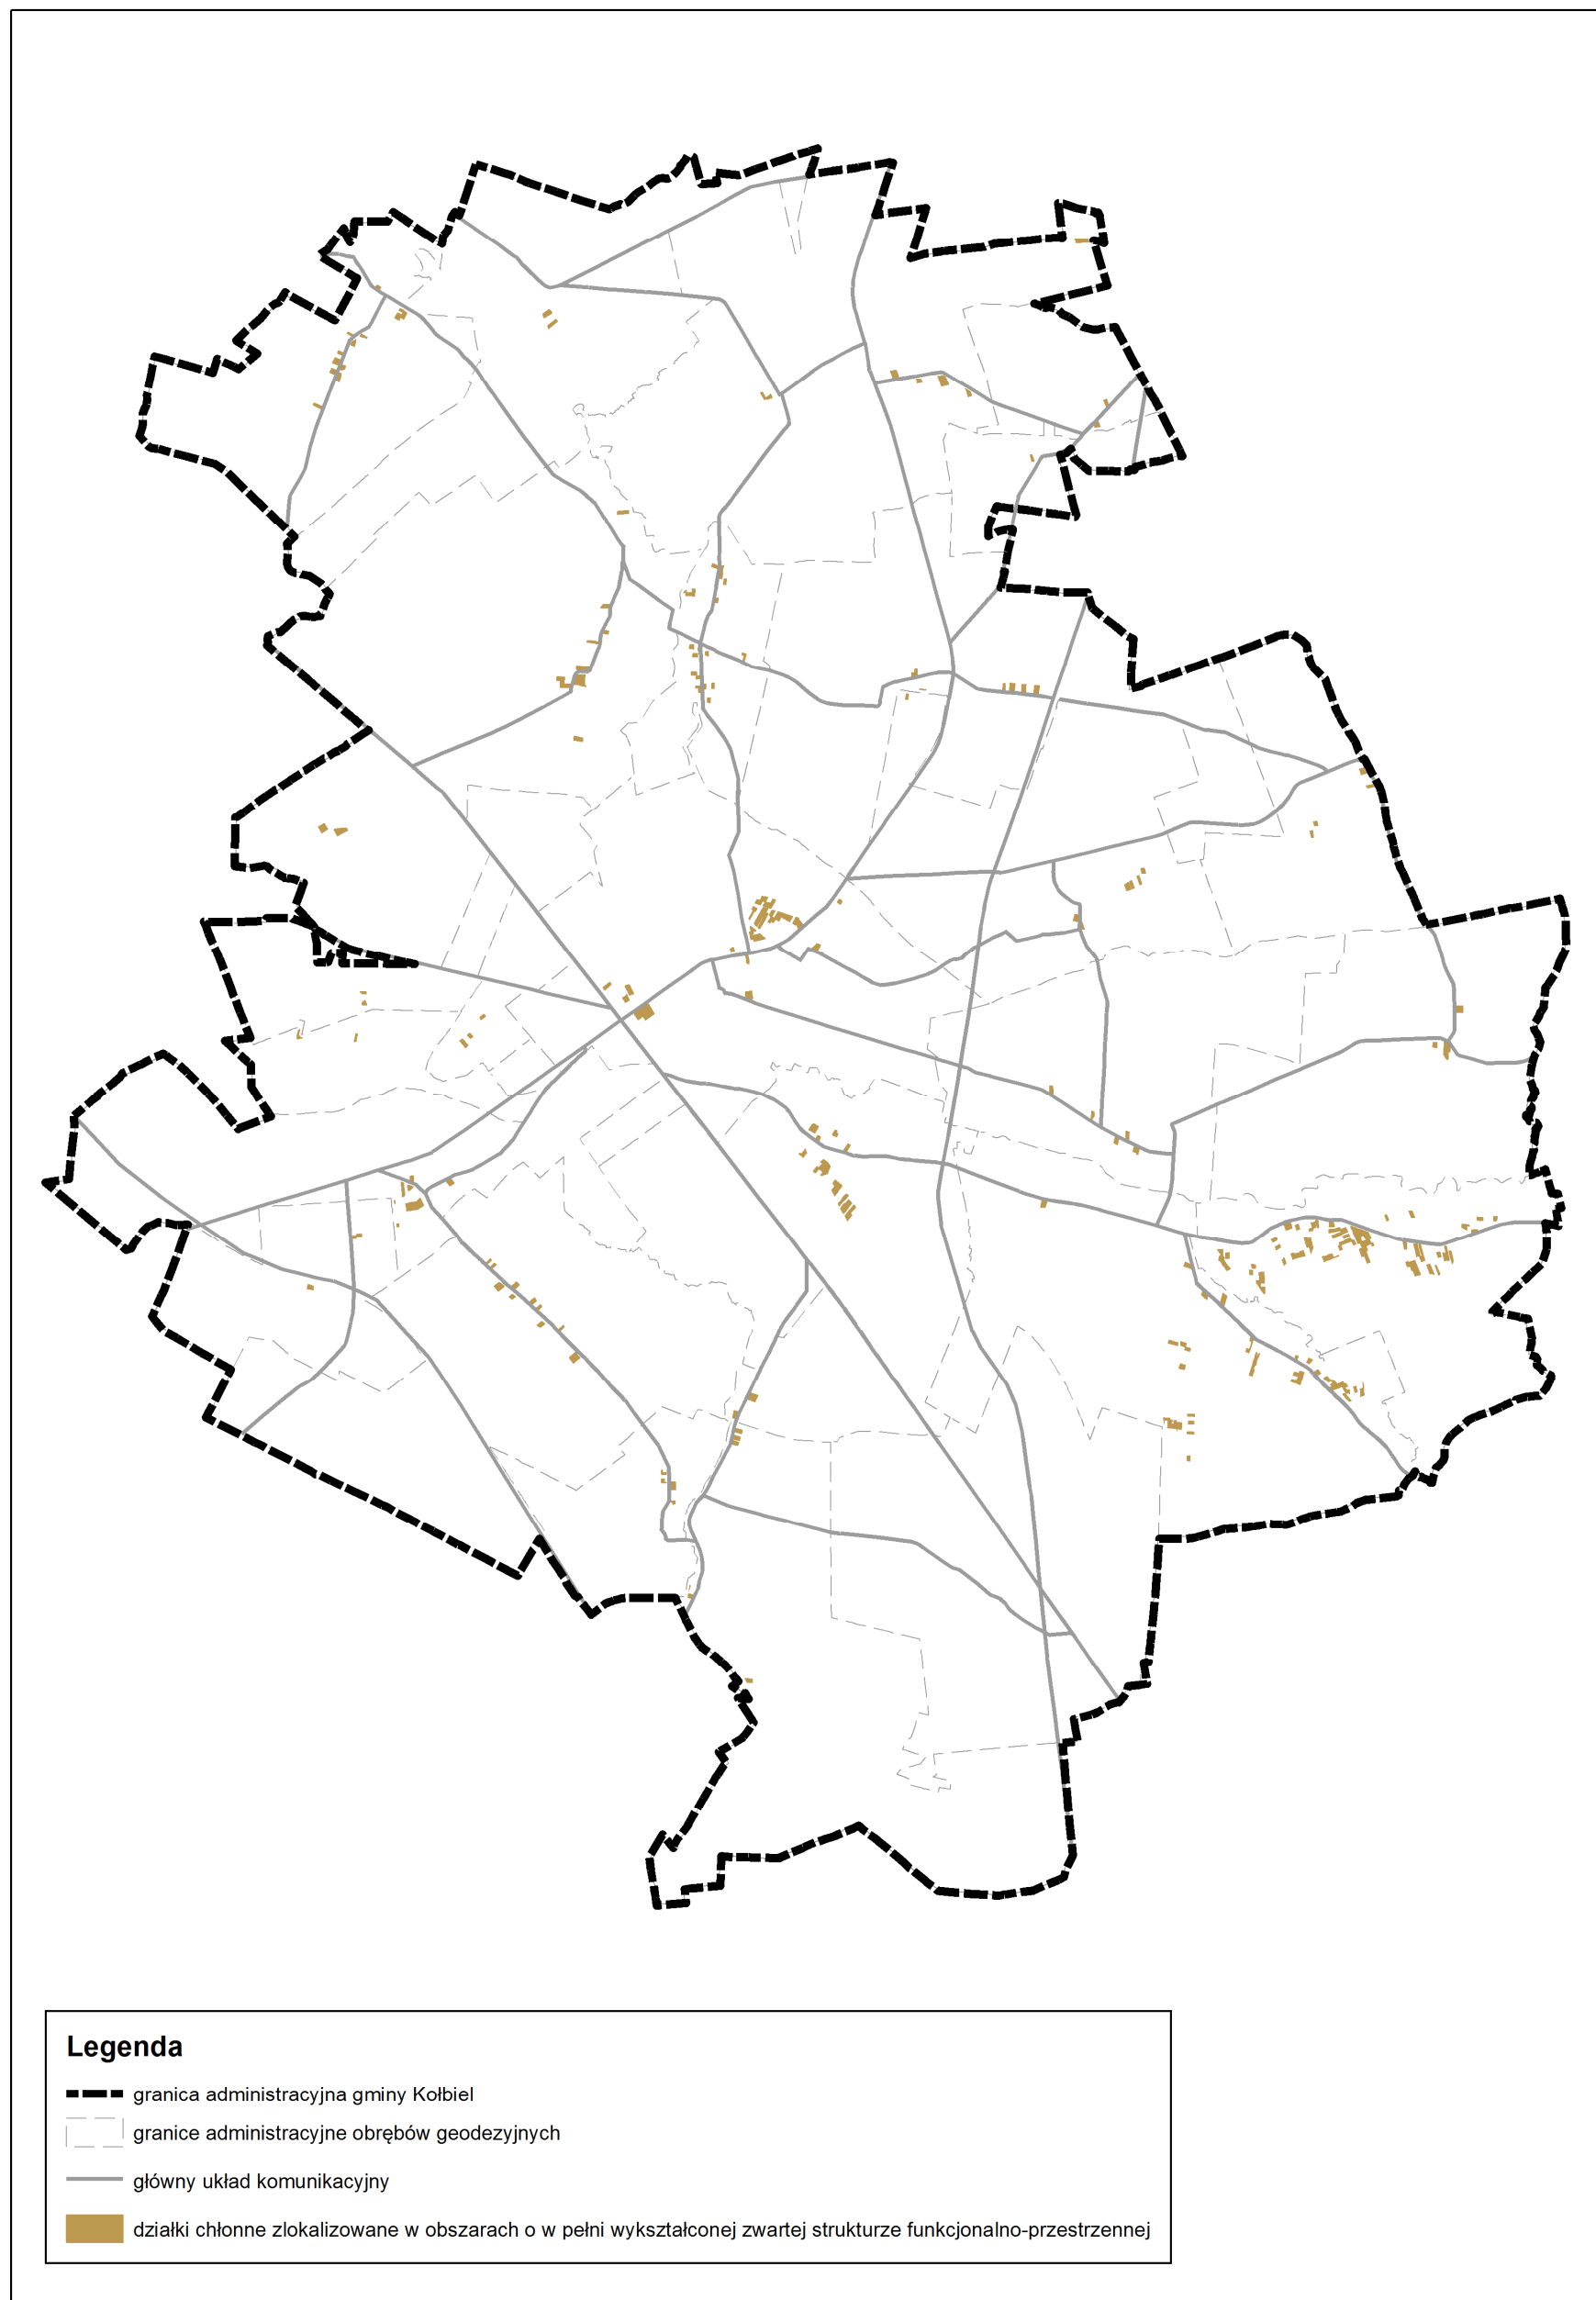 Legenda
granica administracyjna gminy Kołbiel
granice administracyjne obrębów geodezyjnych
główny układ komunikacyjny
działki chłonne zlokalizowane w obszarach o w pełni wykształconej zwartej strukturze funkcjonalno-przestrzennej